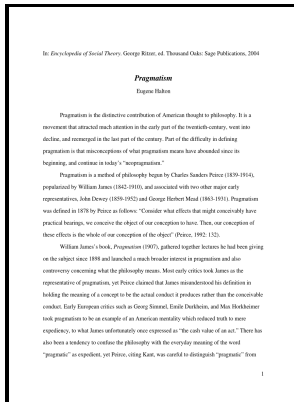 In: Encyclopedia of Social Theory. George Ritzer, ed. Thousand Oaks: Sage Publications, 2004
Pragmatism
Eugene Halton
Pragmatism is the distinctive contribution of American thought to philosophy. It is a
movement that attracted much attention in the early part of the twentieth-century, went into
decline, and reemerged in the last part of the century. Part of the difficulty in defining
pragmatism is that misconceptions of what pragmatism means have abounded since its
beginning, and continue in today's "neopragmatism."
Pragmatism is a method of philosophy begun by Charles Sanders Peirce (1839-1914),
popularized by William James (1842-1910), and associated with two other major early
representatives, John Dewey (1859-1952) and George Herbert Mead (1863-1931). Pragmatism
was defined in 1878 by Peirce as follows: "Consider what effects that might conceivably have
practical bearings, we conceive the object of our conception to have. Then, our conception of
these effects is the whole of our conception of the object" (Peirce, 1992: 132).
William James's book, Pragmatism (1907), gathered together lectures he had been giving
on the subject since 1898 and launched a much broader interest in pragmatism and also
controversy concerning what the philosophy means. Most early critics took James as the
representative of pragmatism, yet Peirce claimed that James misunderstood his definition in
holding the meaning of a concept to be the actual conduct it produces rather than the conceivable
conduct. Early European critics such as Georg Simmel, Emile Durkheim, and Max Horkheimer
took pragmatism to be an example of an American mentality which reduced truth to mere
expediency, to what James unfortunately once expressed as "the cash value of an act." There has
also been a tendency to confuse the philosophy with the everyday meaning of the word
"pragmatic" as expedient, yet Peirce, citing Kant, was careful to distinguish "pragmatic" from
1